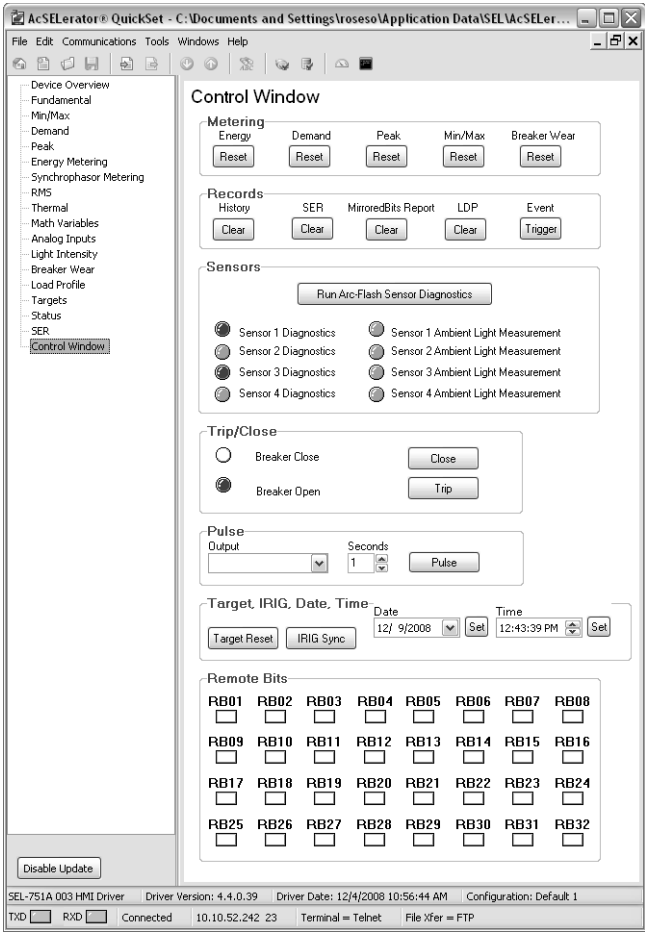 AcSELerator® QuickSet - C:\Documents and Settings\roseso\Application Data\SEL\AcSELer...
File Edit Communications Tools Windows Help
Device Overview
Fundamental
Min/Max
Demand
Peak
Energy Metering
Synchrophasor Metering
RMS
Thermal
Math Variables
Analog Inputs
Light Intensity
Breaker Wear
Load Profile
Targets
Status
SER
Control Window
Disable Update
Control Window
Metering
Energy Demand Peak Min/Max Breaker Wear
Reset Reset Reset Reset Reset
Records
History SER MirroredBits Report LDP Event
Clear Clear Clear Clear Trigger
Sensors
Run Arc-Flash Sensor Diagnostics
Sensor 1 Diagnostics Sensor 1 Ambient Light Measurement
Sensor 2 Diagnostics Sensor 2 Ambient Light Measurement
Sensor 3 Diagnostics Sensor 3 Ambient Light Measurement
Sensor 4 Diagnostics Sensor 4 Ambient Light Measurement
Trip/Close
Breaker Close Close
Breaker Open Trip
Pulse
Output Seconds
1 Pulse
Target, IRIG, Date, Time
Date Time
Target Reset IRIG Sync 12/ 9/2008 Set 12:43:39 PM Set
Remote Bits
RB01 RB02 RB03 RB04 RB05 RB06 RB07 RB08
RB09 RB10 RB11 RB12 RB13 RB14 RB15 RB16
RB17 RB18 RB19 RB20 RB21 RB22 RB23 RB24
RB25 RB26 RB27 RB28 RB29 RB30 RB31 RB32
SEL-751A 003 HMI Driver Driver Version: 4.4.0.39 Driver Date: 12/4/2008 10:56:44 AM Configuration: Default 1
TXD RXD Connected 10.10.52.242 23 Terminal = Telnet File Xfer = FTP